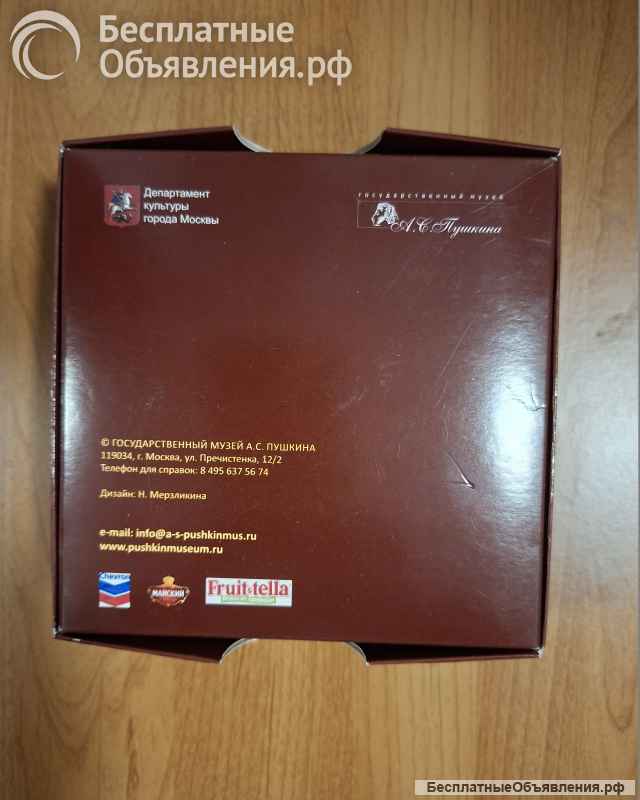 Бесплатные
Объявления.рф
Департамент
культуры
города Москвы
государственный музей
А.С.Пушкина
© ГОСУДАРСТВЕННЫЙ МУЗЕЙ А.С. ПУШКИНА
119034, г. Москва, ул. Пречистенка, 12/2
Телефон для справок: 8 495 637 56 74
Дизайн: Н. Мерзликина
e-mail: info@a-s-pushkinmus.ru
www.pushkinmuseum.ru
Chevron
МАЙСКИЙ
Fruit&tella
БесплатныеОбъявления.рф